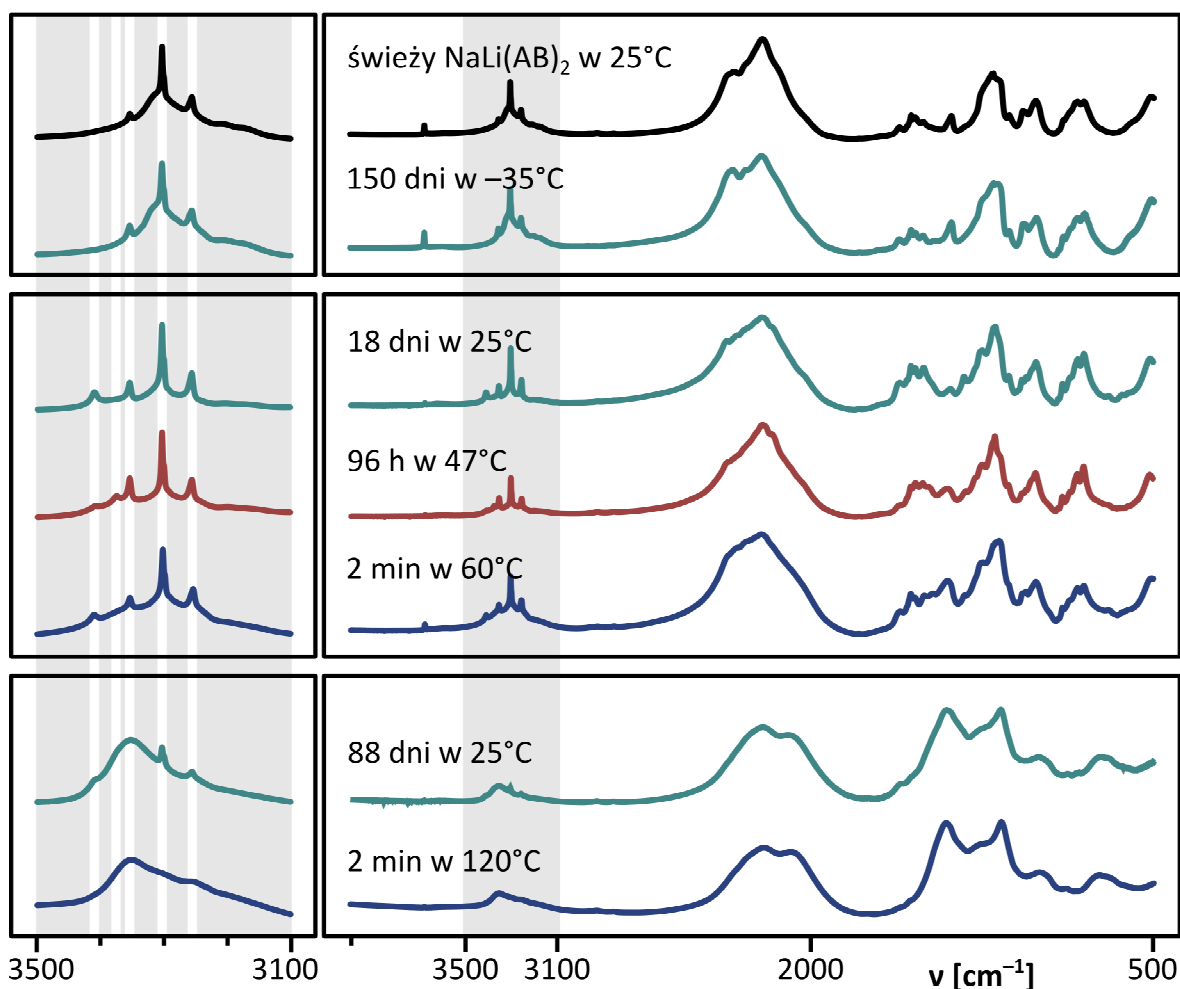 świeży NaLi(AB)₂ w 25°C
150 dni w –35°C
18 dni w 25°C
96 h w 47°C
2 min w 60°C
88 dni w 25°C
2 min w 120°C
3500 3100 3500 3100 2000 ν [cm⁻¹] 500